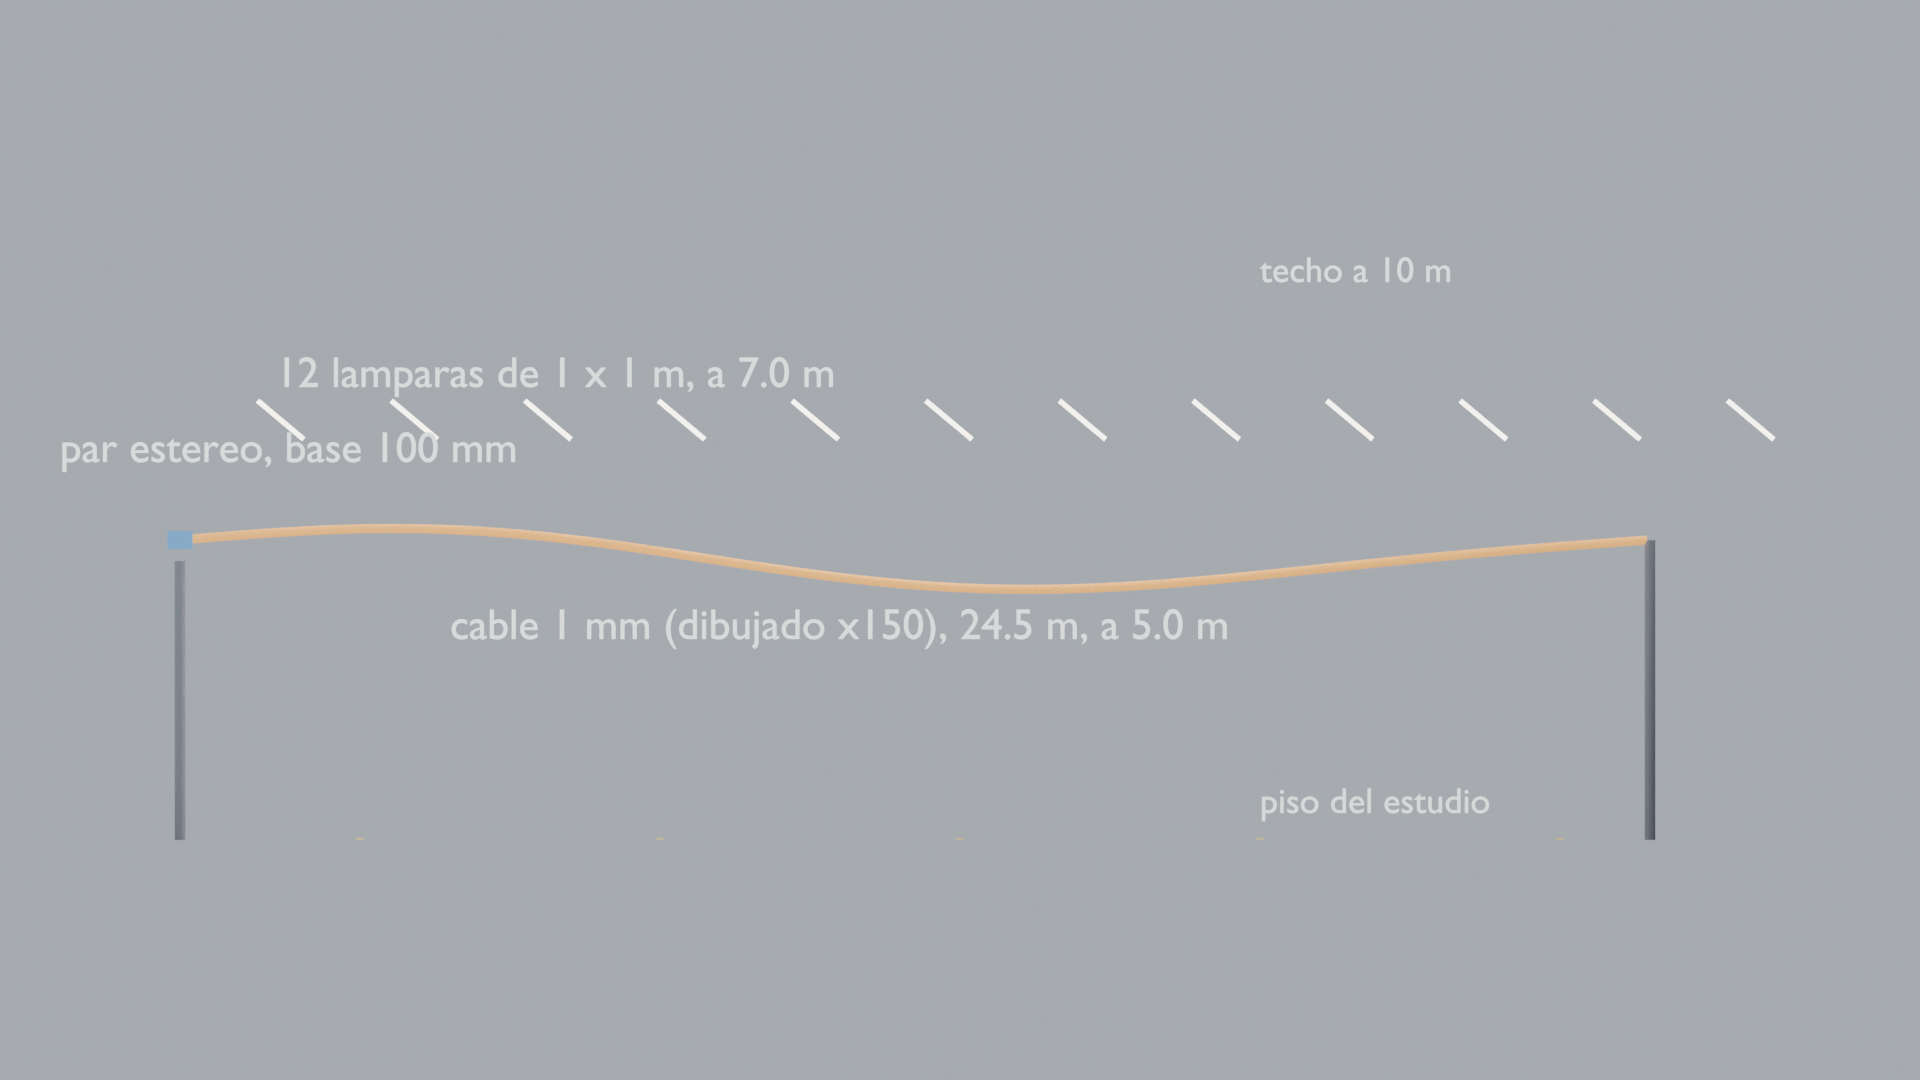 techo a 10 m
12 lamparas de 1 x 1 m, a 7.0 m
par estereo, base 100 mm
cable 1 mm (dibujado x150), 24.5 m, a 5.0 m
piso del estudio